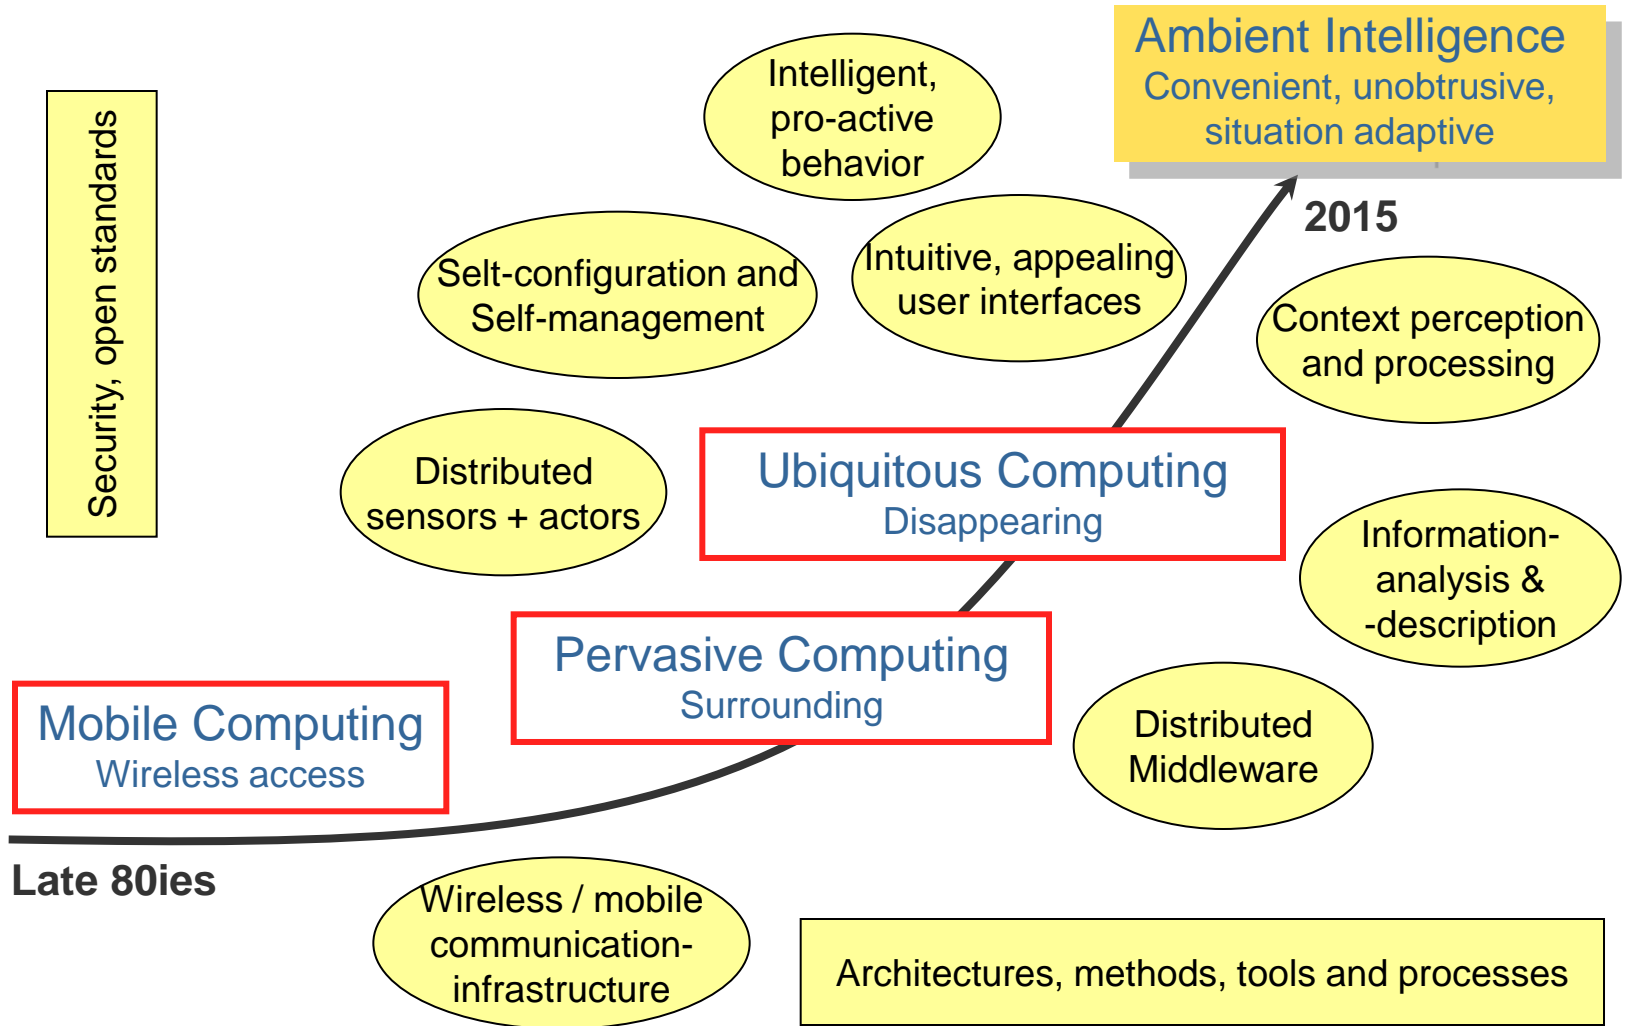 Ambient Intelligence
Convenient, unobtrusive,
situation adaptive
Intelligent,
pro-active
behavior
Security, open standards
2015
Selt-configuration and
Self-management
Intuitive, appealing
user interfaces
Context perception
and processing
Distributed
sensors + actors
Ubiquitous Computing
Disappearing
Information-
analysis &
-description
Pervasive Computing
Surrounding
Mobile Computing
Wireless access
Distributed
Middleware
Late 80ies
Wireless / mobile
communication-
infrastructure
Architectures, methods, tools and processes